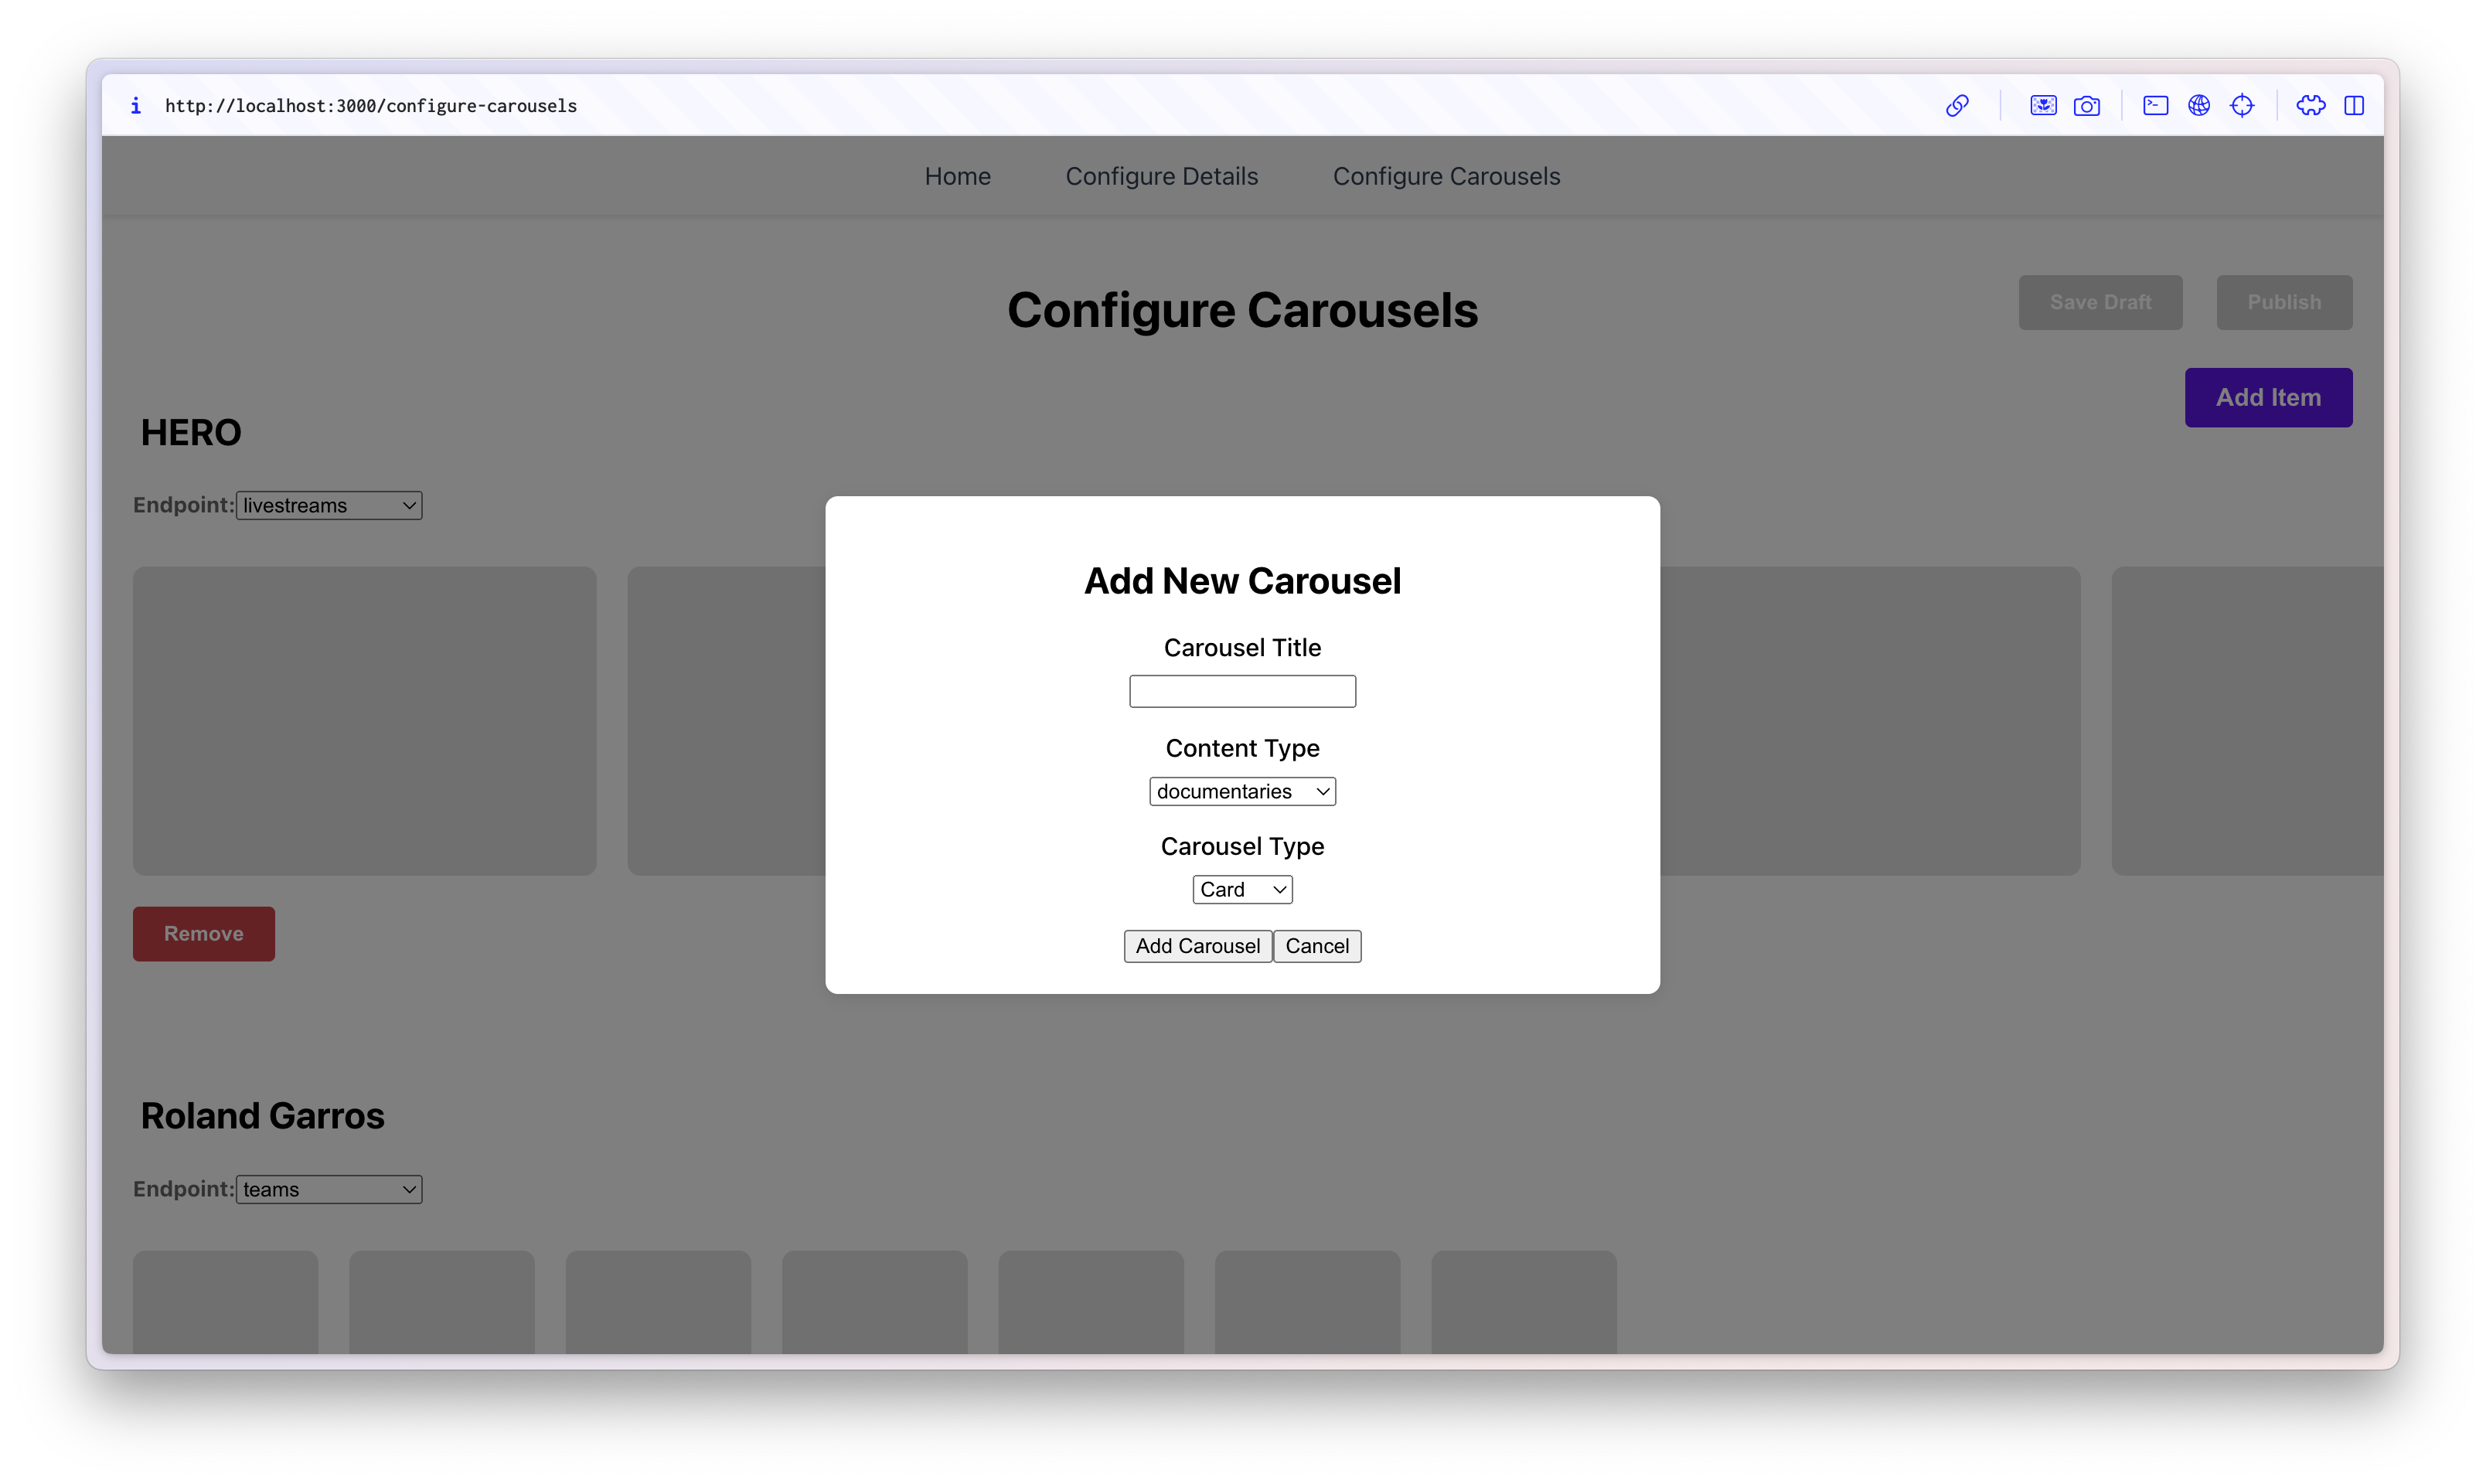 http://localhost:3000/configure-carousels
Home Configure Details Configure Carousels
Configure Carousels
Save Draft Publish
Add Item
HERO
Endpoint: livestreams
Add New Carousel
Carousel Title
Content Type
documentaries
Carousel Type
Card
Add Carousel Cancel
Remove
Roland Garros
Endpoint: teams